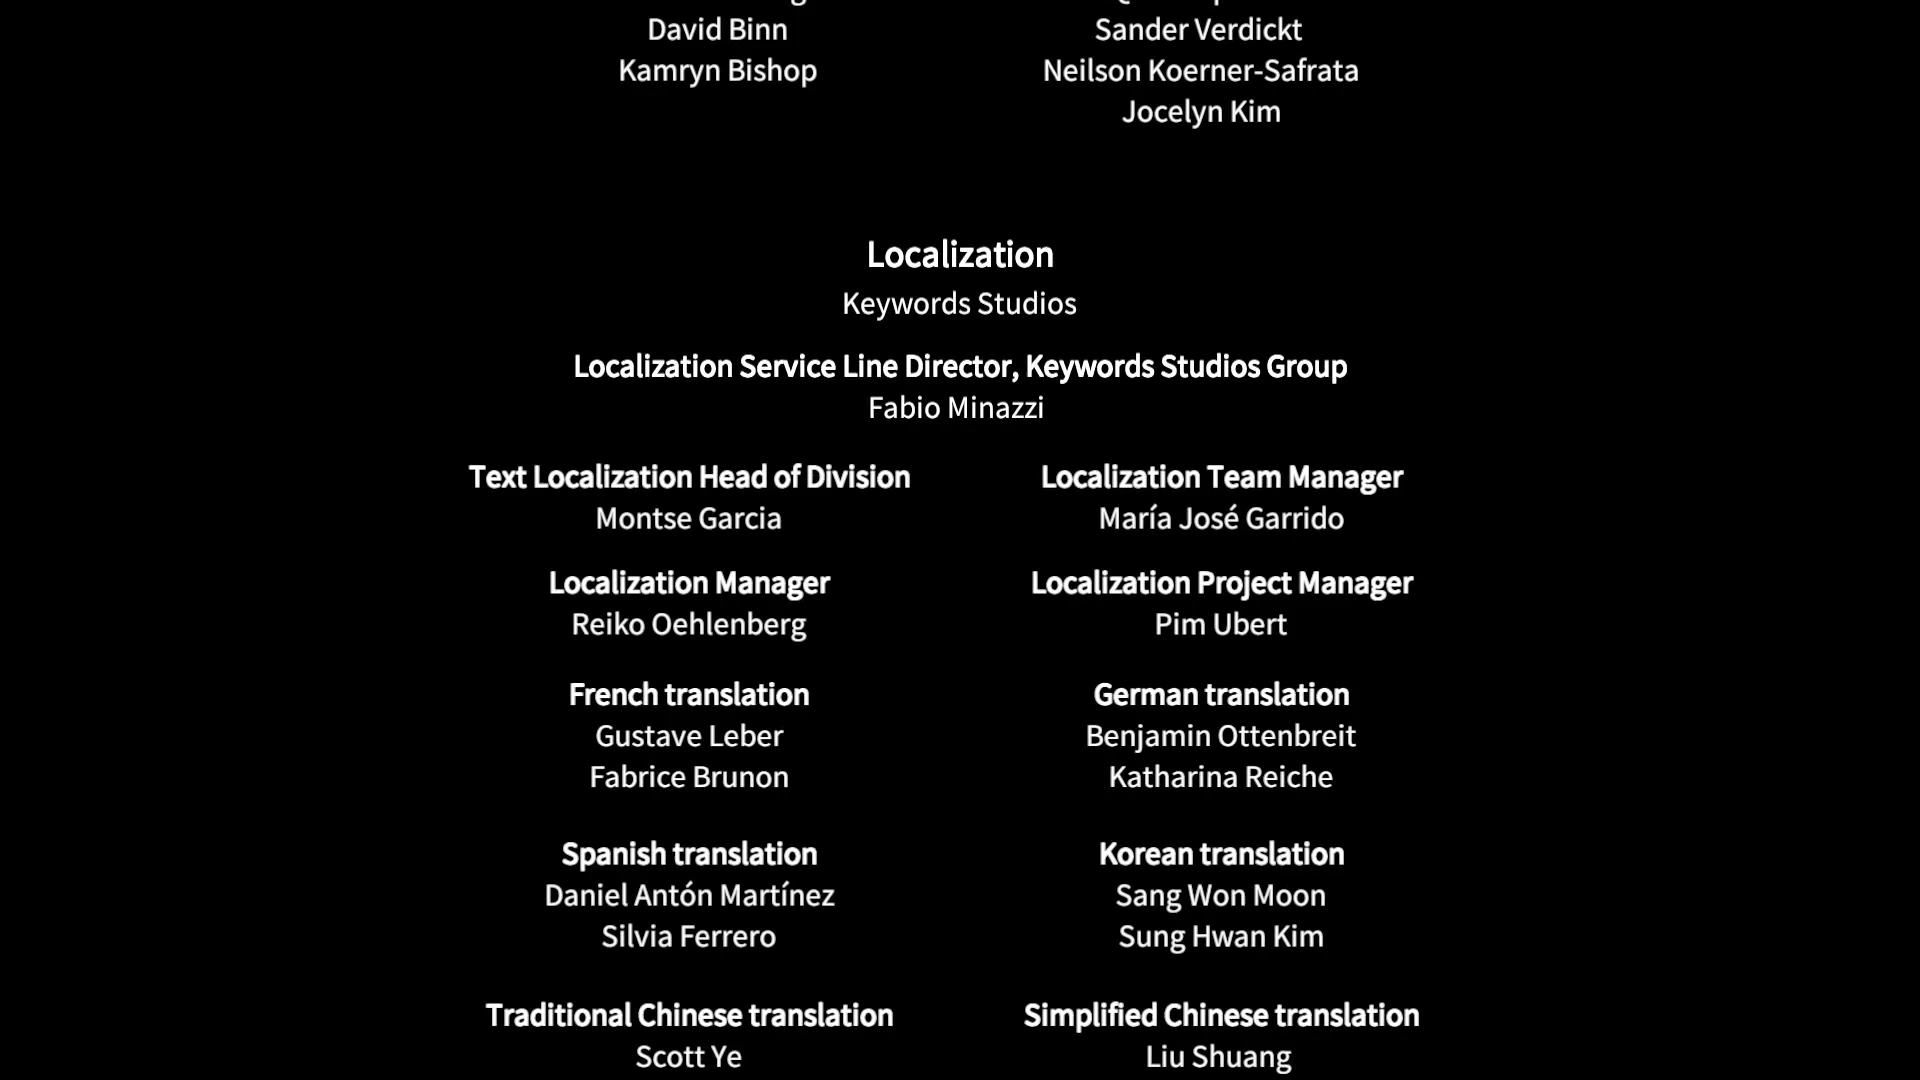 David Binn
Kamryn Bishop
Sander Verdickt
Neilson Koerner-Safrata
Jocelyn Kim
Localization
Keywords Studios
Localization Service Line Director, Keywords Studios Group
Fabio Minazzi
Text Localization Head of Division
Montse Garcia
Localization Team Manager
María José Garrido
Localization Manager
Reiko Oehlenberg
Localization Project Manager
Pim Ubert
French translation
Gustave Leber
Fabrice Brunon
German translation
Benjamin Ottenbreit
Katharina Reiche
Spanish translation
Daniel Antón Martínez
Silvia Ferrero
Korean translation
Sang Won Moon
Sung Hwan Kim
Traditional Chinese translation
Scott Ye
Simplified Chinese translation
Liu Shuang